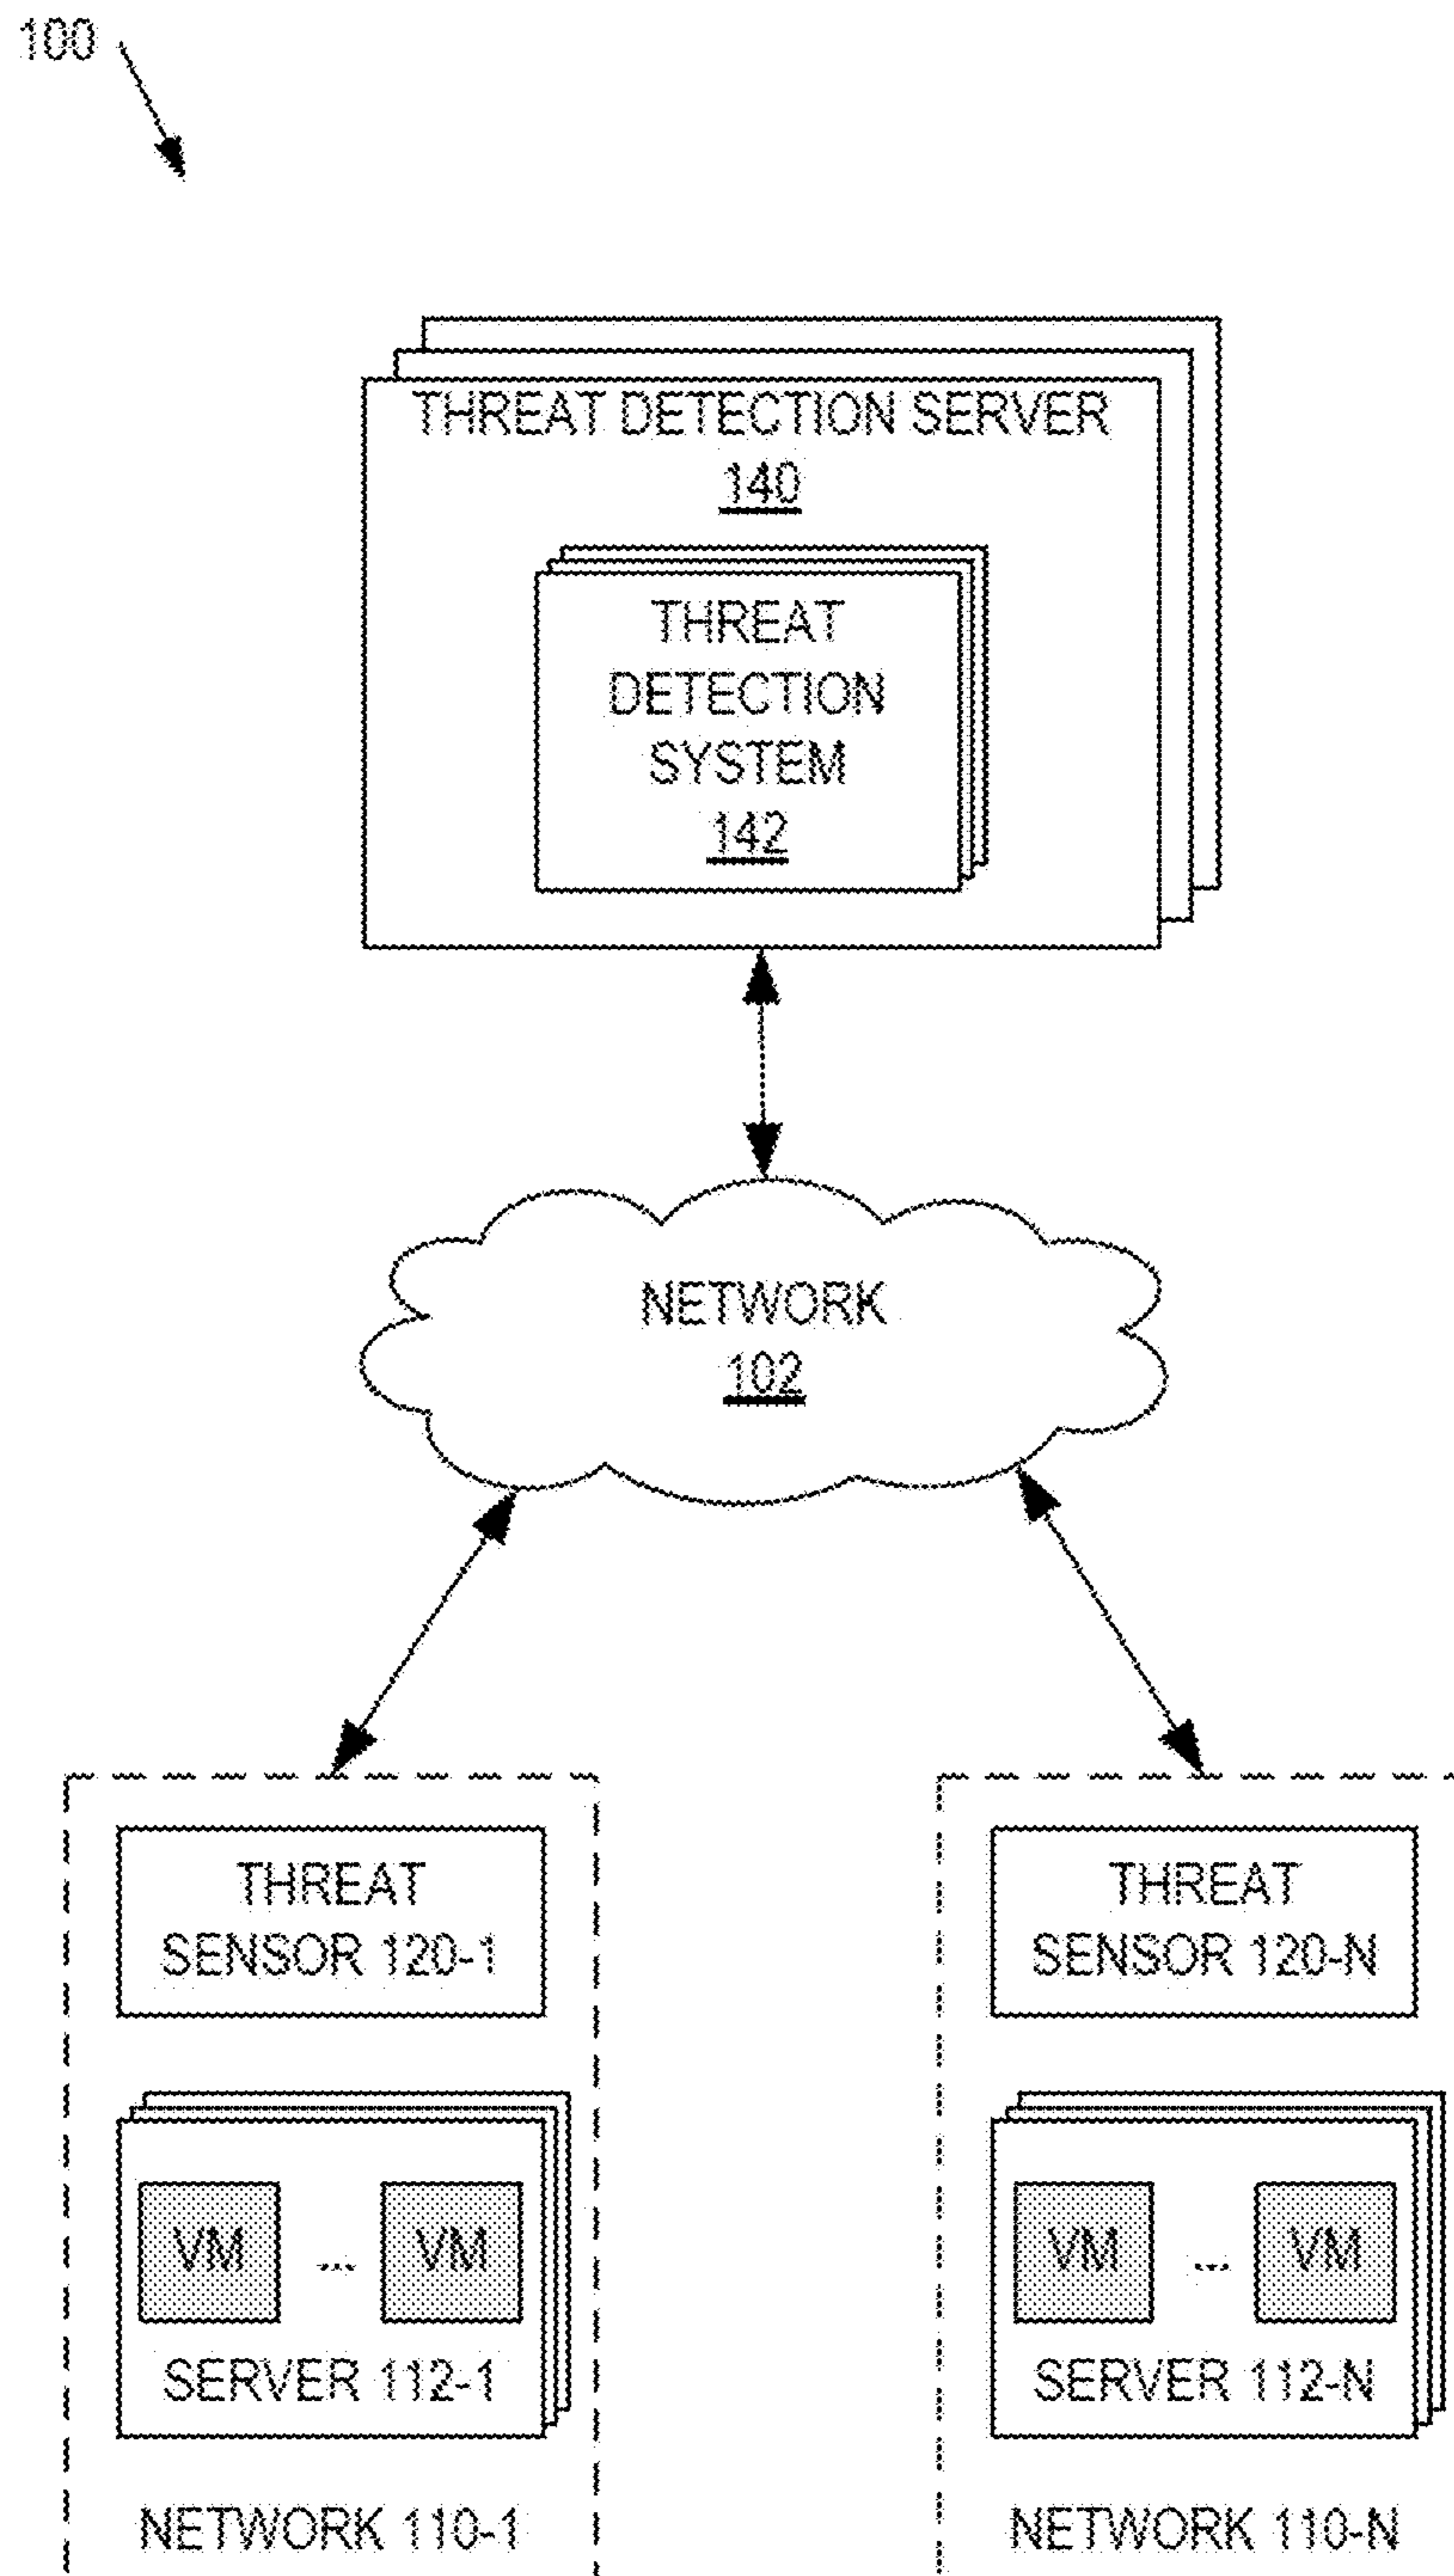 100
THREAT DETECTION SERVER
140
THREAT
DETECTION
SYSTEM
142
NETWORK
102
THREAT
SENSOR 120-1
VM ... VM
SERVER 112-1
NETWORK 110-1
THREAT
SENSOR 120-N
VM ... VM
SERVER 112-N
NETWORK 110-N